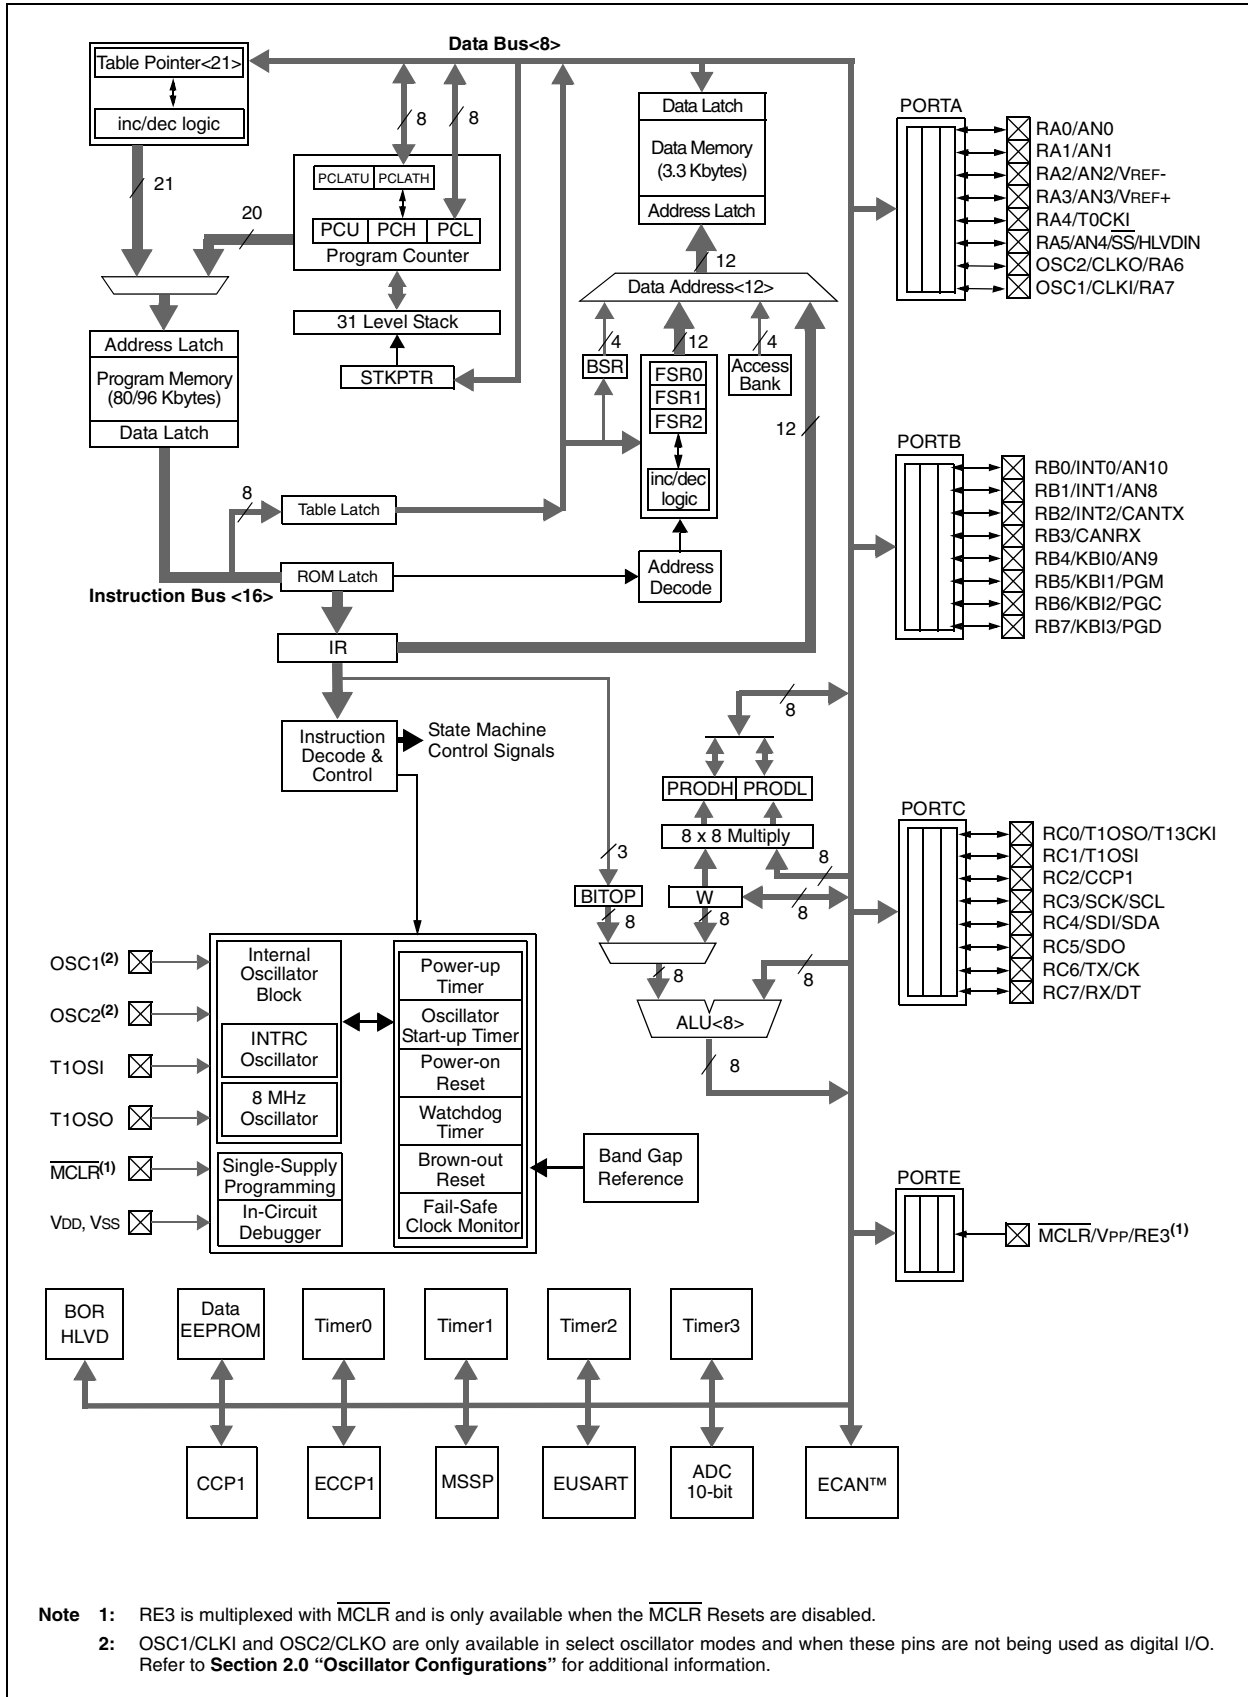 Data Bus<8>
Table Pointer<21>
inc/dec logic
21
8
8
PCLATU
PCLATH
PCU
PCH
PCL
Program Counter
20
31 Level Stack
STKPTR
Address Latch
Program Memory
(80/96 Kbytes)
Data Latch
8
Table Latch
ROM Latch
Instruction Bus <16>
IR
Data Latch
Data Memory
(3.3 Kbytes)
Address Latch
12
Data Address<12>
4
12
4
BSR
FSR0
FSR1
FSR2
inc/dec
logic
Access
Bank
12
Address
Decode
Instruction
Decode &
Control
State Machine
Control Signals
8
PRODH
PRODL
8 x 8 Multiply
8
3
BITOP
W
8
8
8
8
8
ALU<8>
8
PORTA
RA0/AN0
RA1/AN1
RA2/AN2/VREF-
RA3/AN3/VREF+
RA4/T0CKI
RA5/AN4/SS/HLVDIN
OSC2/CLKO/RA6
OSC1/CLKI/RA7
PORTB
RB0/INT0/AN10
RB1/INT1/AN8
RB2/INT2/CANTX
RB3/CANRX
RB4/KBI0/AN9
RB5/KBI1/PGM
RB6/KBI2/PGC
RB7/KBI3/PGD
PORTC
RC0/T1OSO/T13CKI
RC1/T1OSI
RC2/CCP1
RC3/SCK/SCL
RC4/SDI/SDA
RC5/SDO
RC6/TX/CK
RC7/RX/DT
PORTE
MCLR/VPP/RE3(1)
OSC1(2)
OSC2(2)
T1OSI
T1OSO
MCLR(1)
VDD, VSS
Internal
Oscillator
Block
INTRC
Oscillator
8 MHz
Oscillator
Single-Supply
Programming
In-Circuit
Debugger
Power-up
Timer
Oscillator
Start-up Timer
Power-on
Reset
Watchdog
Timer
Brown-out
Reset
Fail-Safe
Clock Monitor
Band Gap
Reference
BOR
HLVD
Data
EEPROM
Timer0
Timer1
Timer2
Timer3
CCP1
ECCP1
MSSP
EUSART
ADC
10-bit
ECAN™
Note 1: RE3 is multiplexed with MCLR and is only available when the MCLR Resets are disabled.
2: OSC1/CLKI and OSC2/CLKO are only available in select oscillator modes and when these pins are not being used as digital I/O.
Refer to Section 2.0 “Oscillator Configurations” for additional information.